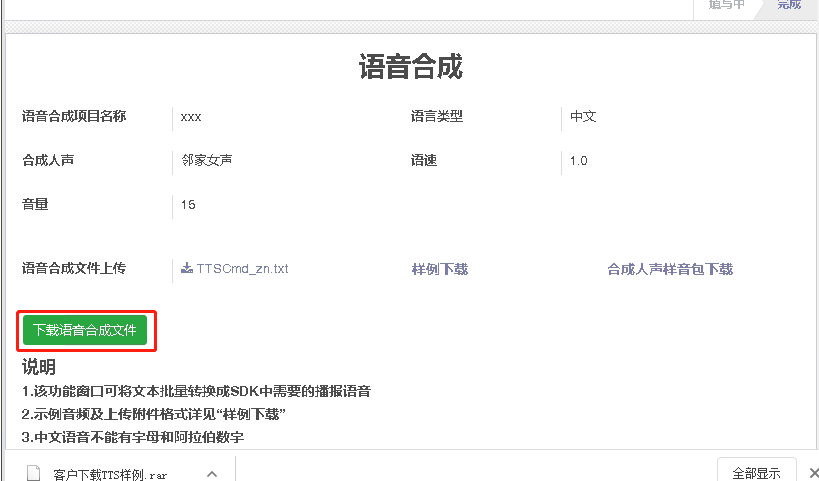 填写中 完成
语音合成
语音合成项目名称 xxx 语言类型 中文
合成人声 邻家女声 语速 1.0
音量 15
语音合成文件上传 TTSCmd_zn.txt 样例下载 合成人声样音包下载
下载语音合成文件
说明
1.该功能窗口可将文本批量转换成SDK中需要的播报语音
2.示例音频及上传附件格式详见“样例下载”
3.中文语音不能有字母和阿拉伯数字
客户下载TTS样例.rar 全部显示